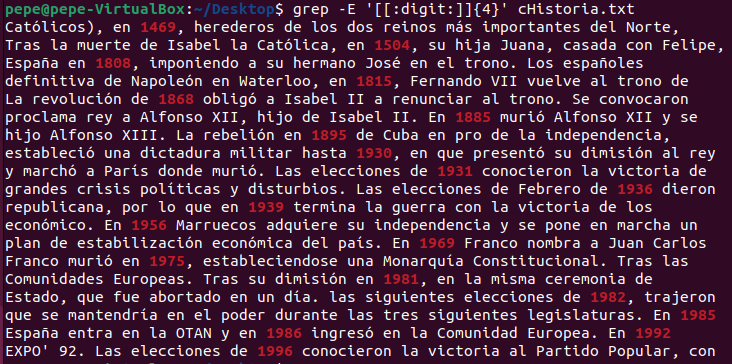 pepe@pepe-VirtualBox:~/Desktop$ grep -E '[[:digit:]]{4}' cHistoria.txt
Católicos), en 1469, herederos de los dos reinos más importantes del Norte,
Tras la muerte de Isabel la Católica, en 1504, su hija Juana, casada con Felipe,
España en 1808, imponiendo a su hermano José en el trono. Los españoles
definitiva de Napoleón en Waterloo, en 1815, Fernando VII vuelve al trono de
La revolución de 1868 obligó a Isabel II a renunciar al trono. Se convocaron
proclama rey a Alfonso XII, hijo de Isabel II. En 1885 murió Alfonso XII y se
hijo Alfonso XIII. La rebelión en 1895 de Cuba en pro de la independencia,
estableció una dictadura militar hasta 1930, en que presentó su dimisión al rey
y marchó a París donde murió. Las elecciones de 1931 conocieron la victoria de
grandes crisis políticas y disturbios. Las elecciones de Febrero de 1936 dieron
republicana, por lo que en 1939 termina la guerra con la victoria de los
económico. En 1956 Marruecos adquiere su independencia y se pone en marcha un
plan de estabilización económica del país. En 1969 Franco nombra a Juan Carlos
Franco murió en 1975, estableciendose una Monarquía Constitucional. Tras las
Comunidades Europeas. Tras su dimisión en 1981, en la misma ceremonia de
Estado, que fue abortado en un día. las siguientes elecciones de 1982, trajeron
que se mantendría en el poder durante las tres siguientes legislaturas. En 1985
España entra en la OTAN y en 1986 ingresó en la Comunidad Europea. En 1992
EXPO' 92. Las elecciones de 1996 conocieron la victoria al Partido Popular, con